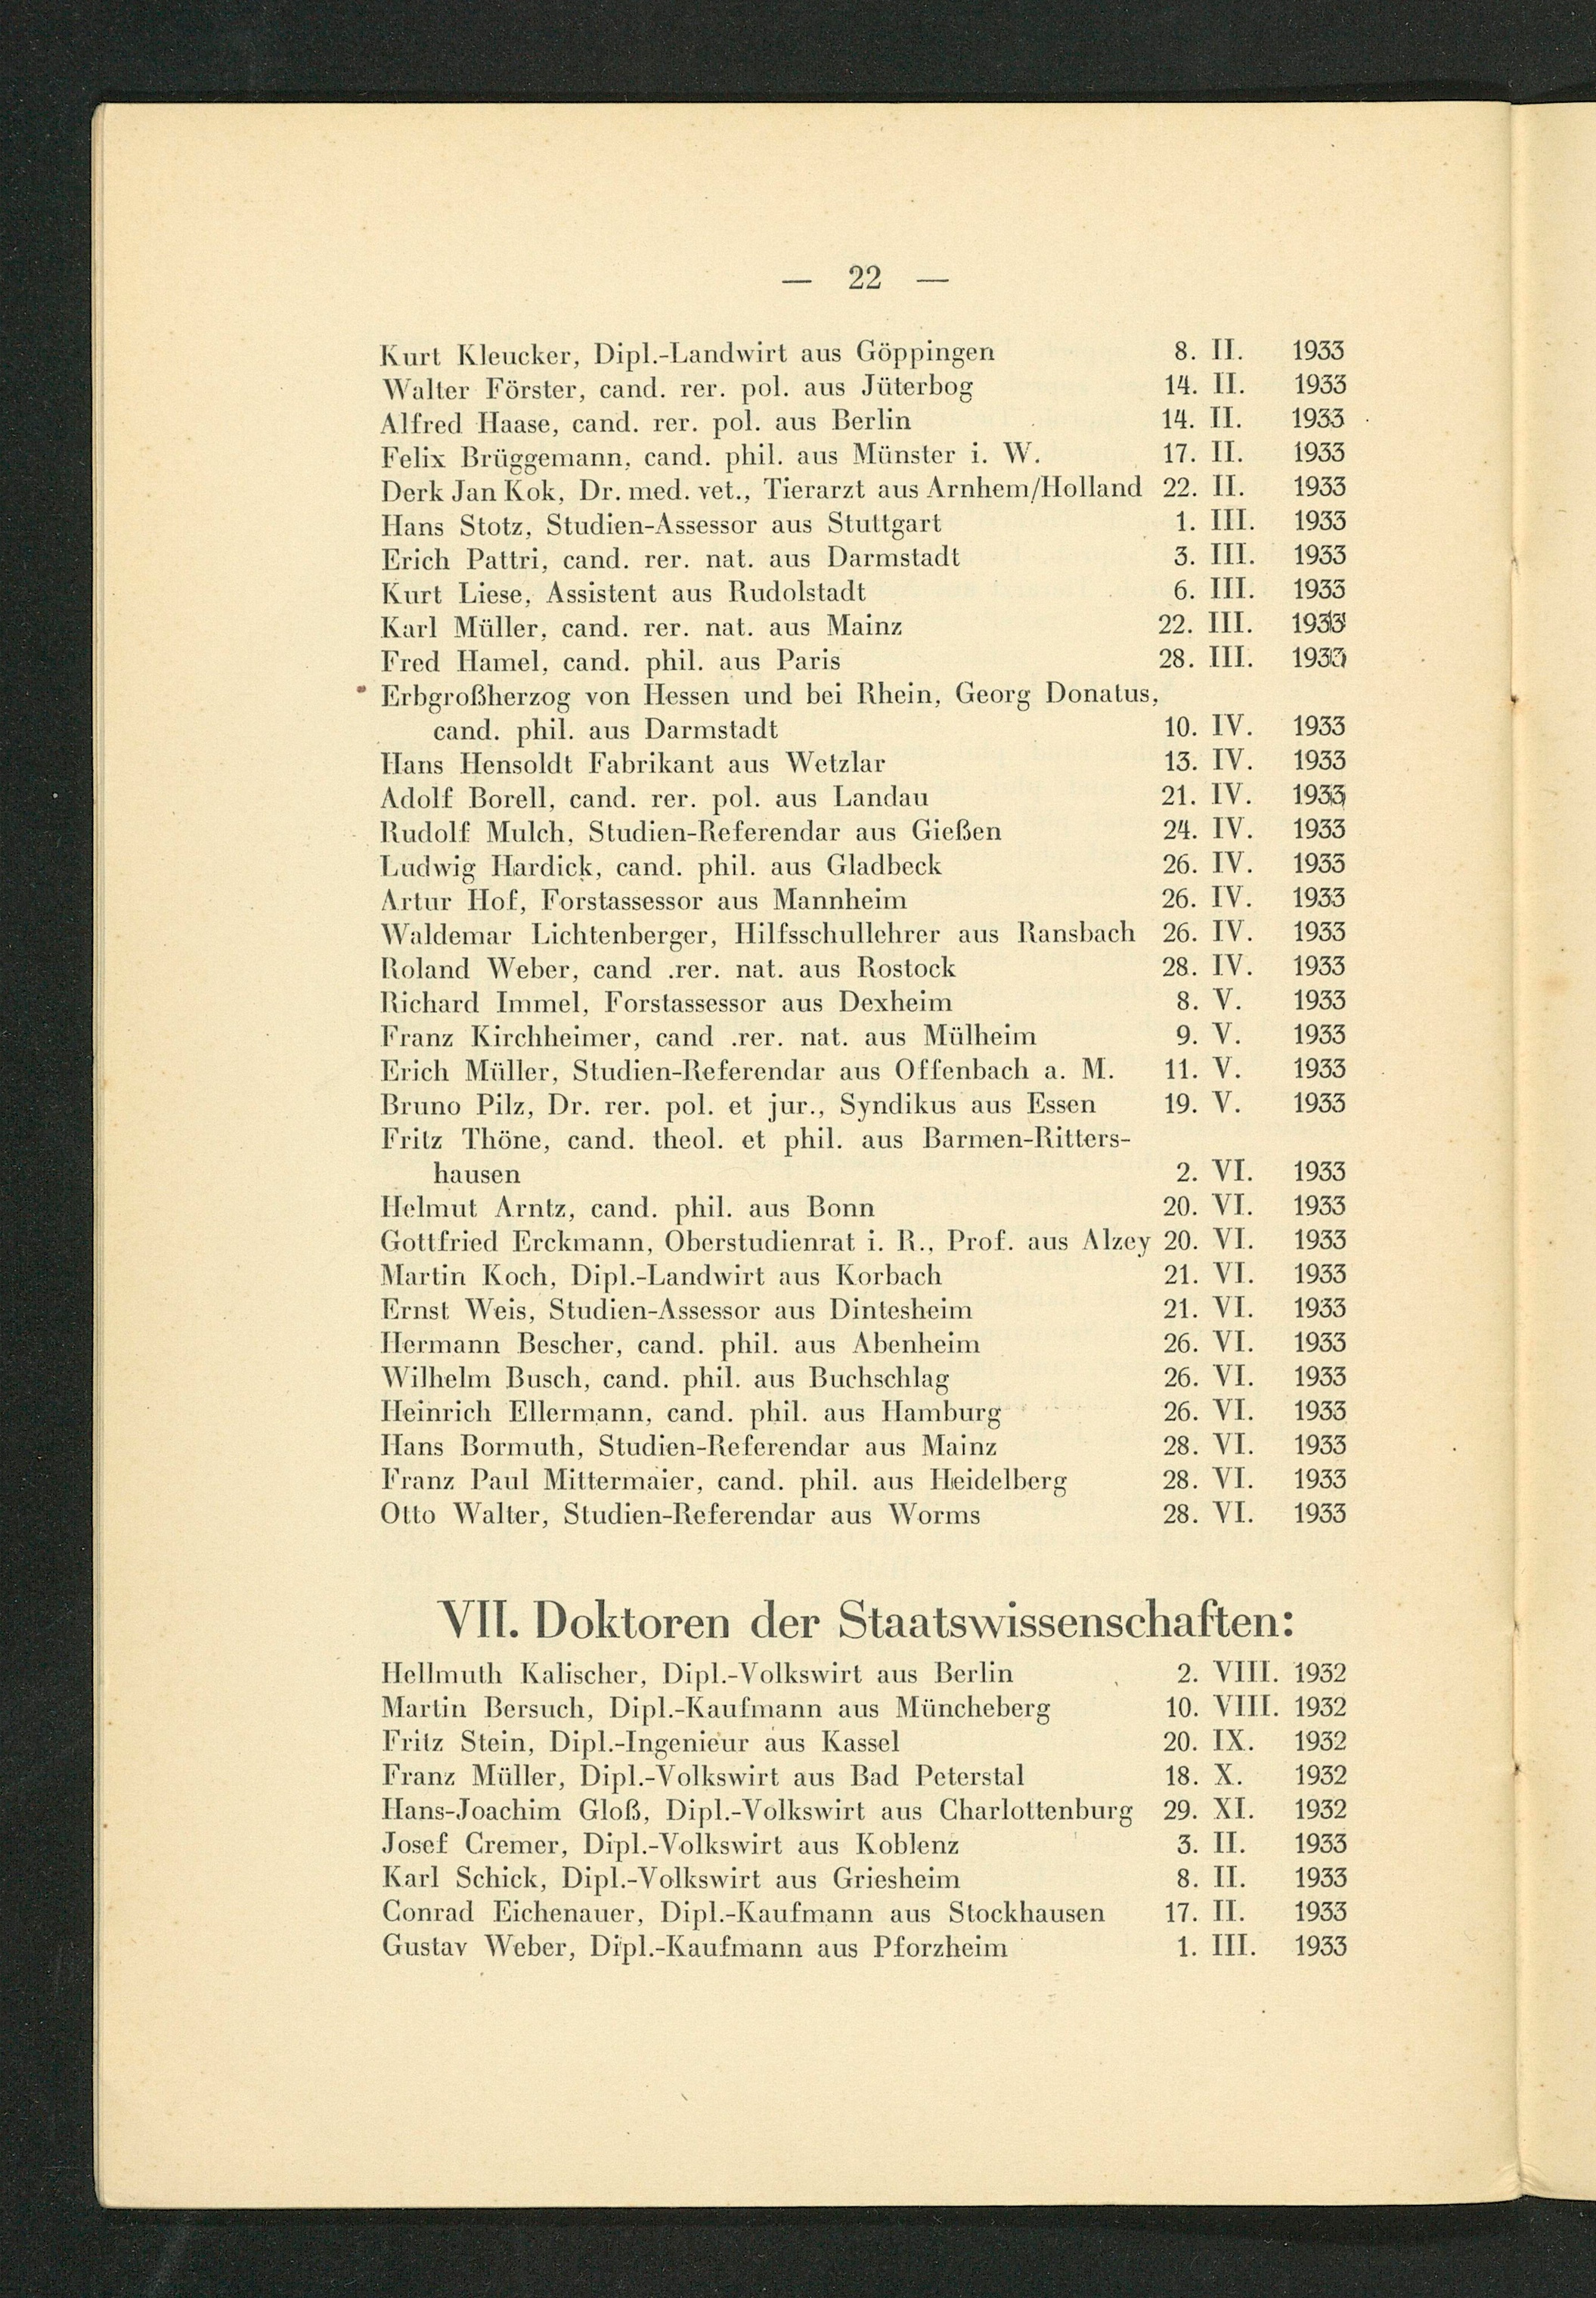 — 22 —
Kurt Kleucker, Dipl.-Landwirt aus Göppingen 8. II. 1933
Walter Förster, cand. rer. pol. aus Jüterbog 14. II. 1933
Alfred Haase, cand. rer. pol. aus Berlin 14. II. 1933
Felix Brüggemann, cand. phil. aus Münster i. W. 17. II. 1933
Derk Jan Kok, Dr. med. vet., Tierarzt aus Arnhem/Holland 22. II. 1933
Hans Stotz, Studien-Assessor aus Stuttgart 1. III. 1933
Erich Pattri, cand. rer. nat. aus Darmstadt 3. III. 1933
Kurt Liese, Assistent aus Rudolstadt 6. III. 1933
Karl Müller, cand. rer. nat. aus Mainz 22. III. 1933
Fred Hamel, cand. phil. aus Paris 28. III. 1933
Erbgroßherzog von Hessen und bei Rhein, Georg Donatus,
cand. phil. aus Darmstadt 10. IV. 1933
Hans Hensoldt Fabrikant aus Wetzlar 13. IV. 1933
Adolf Borell, cand. rer. pol. aus Landau 21. IV. 1933
Rudolf Mulch, Studien-Referendar aus Gießen 24. IV. 1933
Ludwig Hardick, cand. phil. aus Gladbeck 26. IV. 1933
Artur Hof, Forstassessor aus Mannheim 26. IV. 1933
Waldemar Lichtenberger, Hilfsschullehrer aus Ransbach 26. IV. 1933
Roland Weber, cand .rer. nat. aus Rostock 28. IV. 1933
Richard Immel, Forstassessor aus Dexheim 8. V. 1933
Franz Kirchheimer, cand .rer. nat. aus Mülheim 9. V. 1933
Erich Müller, Studien-Referendar aus Offenbach a. M. 11. V. 1933
Bruno Pilz, Dr. rer. pol. et jur., Syndikus aus Essen 19. V. 1933
Fritz Thöne, cand. theol. et phil. aus Barmen-Ritters-
hausen 2. VI. 1933
Helmut Arntz, cand. phil. aus Bonn 20. VI. 1933
Gottfried Erckmann, Oberstudienrat i. R., Prof. aus Alzey 20. VI. 1933
Martin Koch, Dipl.-Landwirt aus Korbach 21. VI. 1933
Ernst Weis, Studien-Assessor aus Dintesheim 21. VI. 1933
Hermann Bescher, cand. phil. aus Abenheim 26. VI. 1933
Wilhelm Busch, cand. phil. aus Buchschlag 26. VI. 1933
Heinrich Ellermann, cand. phil. aus Hamburg 26. VI. 1933
Hans Bormuth, Studien-Referendar aus Mainz 28. VI. 1933
Franz Paul Mittermaier, cand. phil. aus Heidelberg 28. VI. 1933
Otto Walter, Studien-Referendar aus Worms 28. VI. 1933
VII. Doktoren der Staatswissenschaften:
Hellmuth Kalischer, Dipl.-Volkswirt aus Berlin 2. VIII. 1932
Martin Bersuch, Dipl.-Kaufmann aus Müncheberg 10. VIII. 1932
Fritz Stein, Dipl.-Ingenieur aus Kassel 20. IX. 1932
Franz Müller, Dipl.-Volkswirt aus Bad Peterstal 18. X. 1932
Hans-Joachim Gloß, Dipl.-Volkswirt aus Charlottenburg 29. XI. 1932
Josef Cremer, Dipl.-Volkswirt aus Koblenz 3. II. 1933
Karl Schick, Dipl.-Volkswirt aus Griesheim 8. II. 1933
Conrad Eichenauer, Dipl.-Kaufmann aus Stockhausen 17. II. 1933
Gustav Weber, Dipl.-Kaufmann aus Pforzheim 1. III. 1933